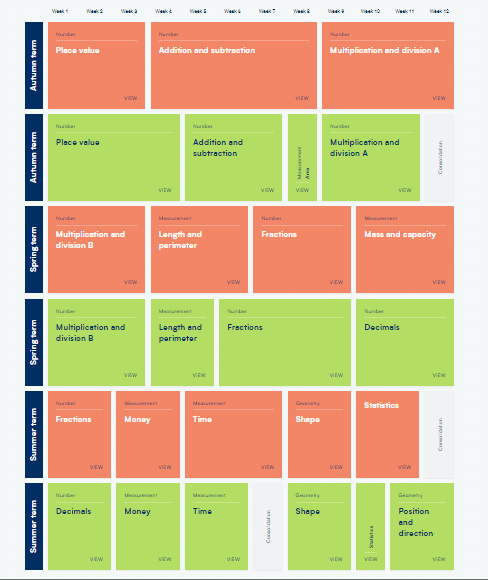 Week 1 Week 2 Week 3 Week 4 Week 5 Week 6 Week 7 Week 8 Week 9 Week 10 Week 11 Week 12
Autumn term
Number
Place value
VIEW
Number
Addition and subtraction
VIEW
Number
Multiplication and division A
VIEW
Autumn term
Number
Place value
VIEW
Number
Addition and
subtraction
VIEW
Measurement
Area
VIEW
Number
Multiplication and
division A
VIEW
Consolidation
Spring term
Number
Multiplication and
division B
VIEW
Measurement
Length and
perimeter
VIEW
Number
Fractions
VIEW
Measurement
Mass and capacity
VIEW
Spring term
Number
Multiplication and
division B
VIEW
Measurement
Length and
perimeter
VIEW
Number
Fractions
VIEW
Number
Decimals
VIEW
Summer term
Number
Fractions
VIEW
Measurement
Money
VIEW
Measurement
Time
VIEW
Geometry
Shape
VIEW
Statistics
VIEW
Consolidation
Summer term
Number
Decimals
VIEW
Measurement
Money
VIEW
Measurement
Time
VIEW
Consolidation
Geometry
Shape
VIEW
Statistics
VIEW
Geometry
Position
and
direction
VIEW